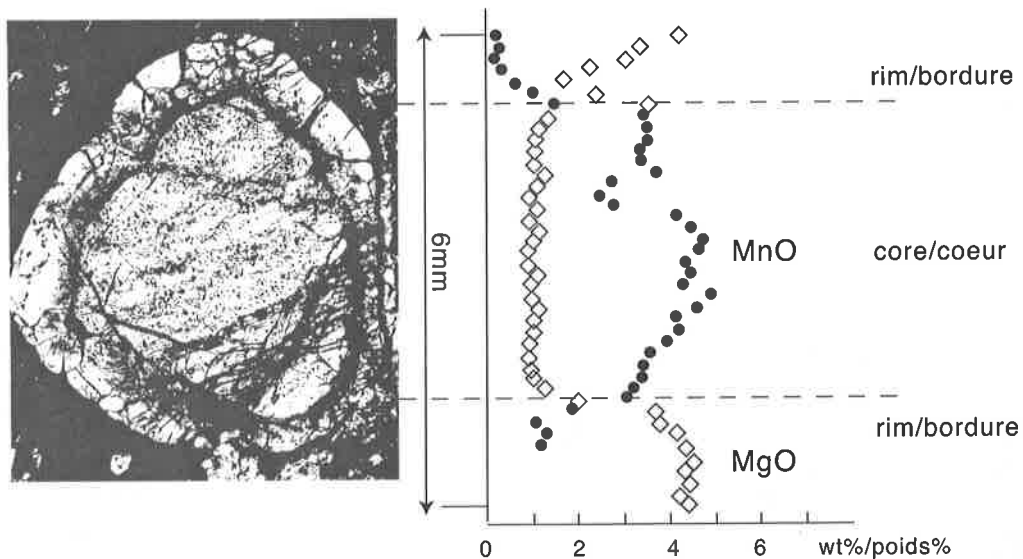 rim/bordure
6mm
MnO
core/coeur
rim/bordure
MgO
0 2 4 6 wt%/poids%